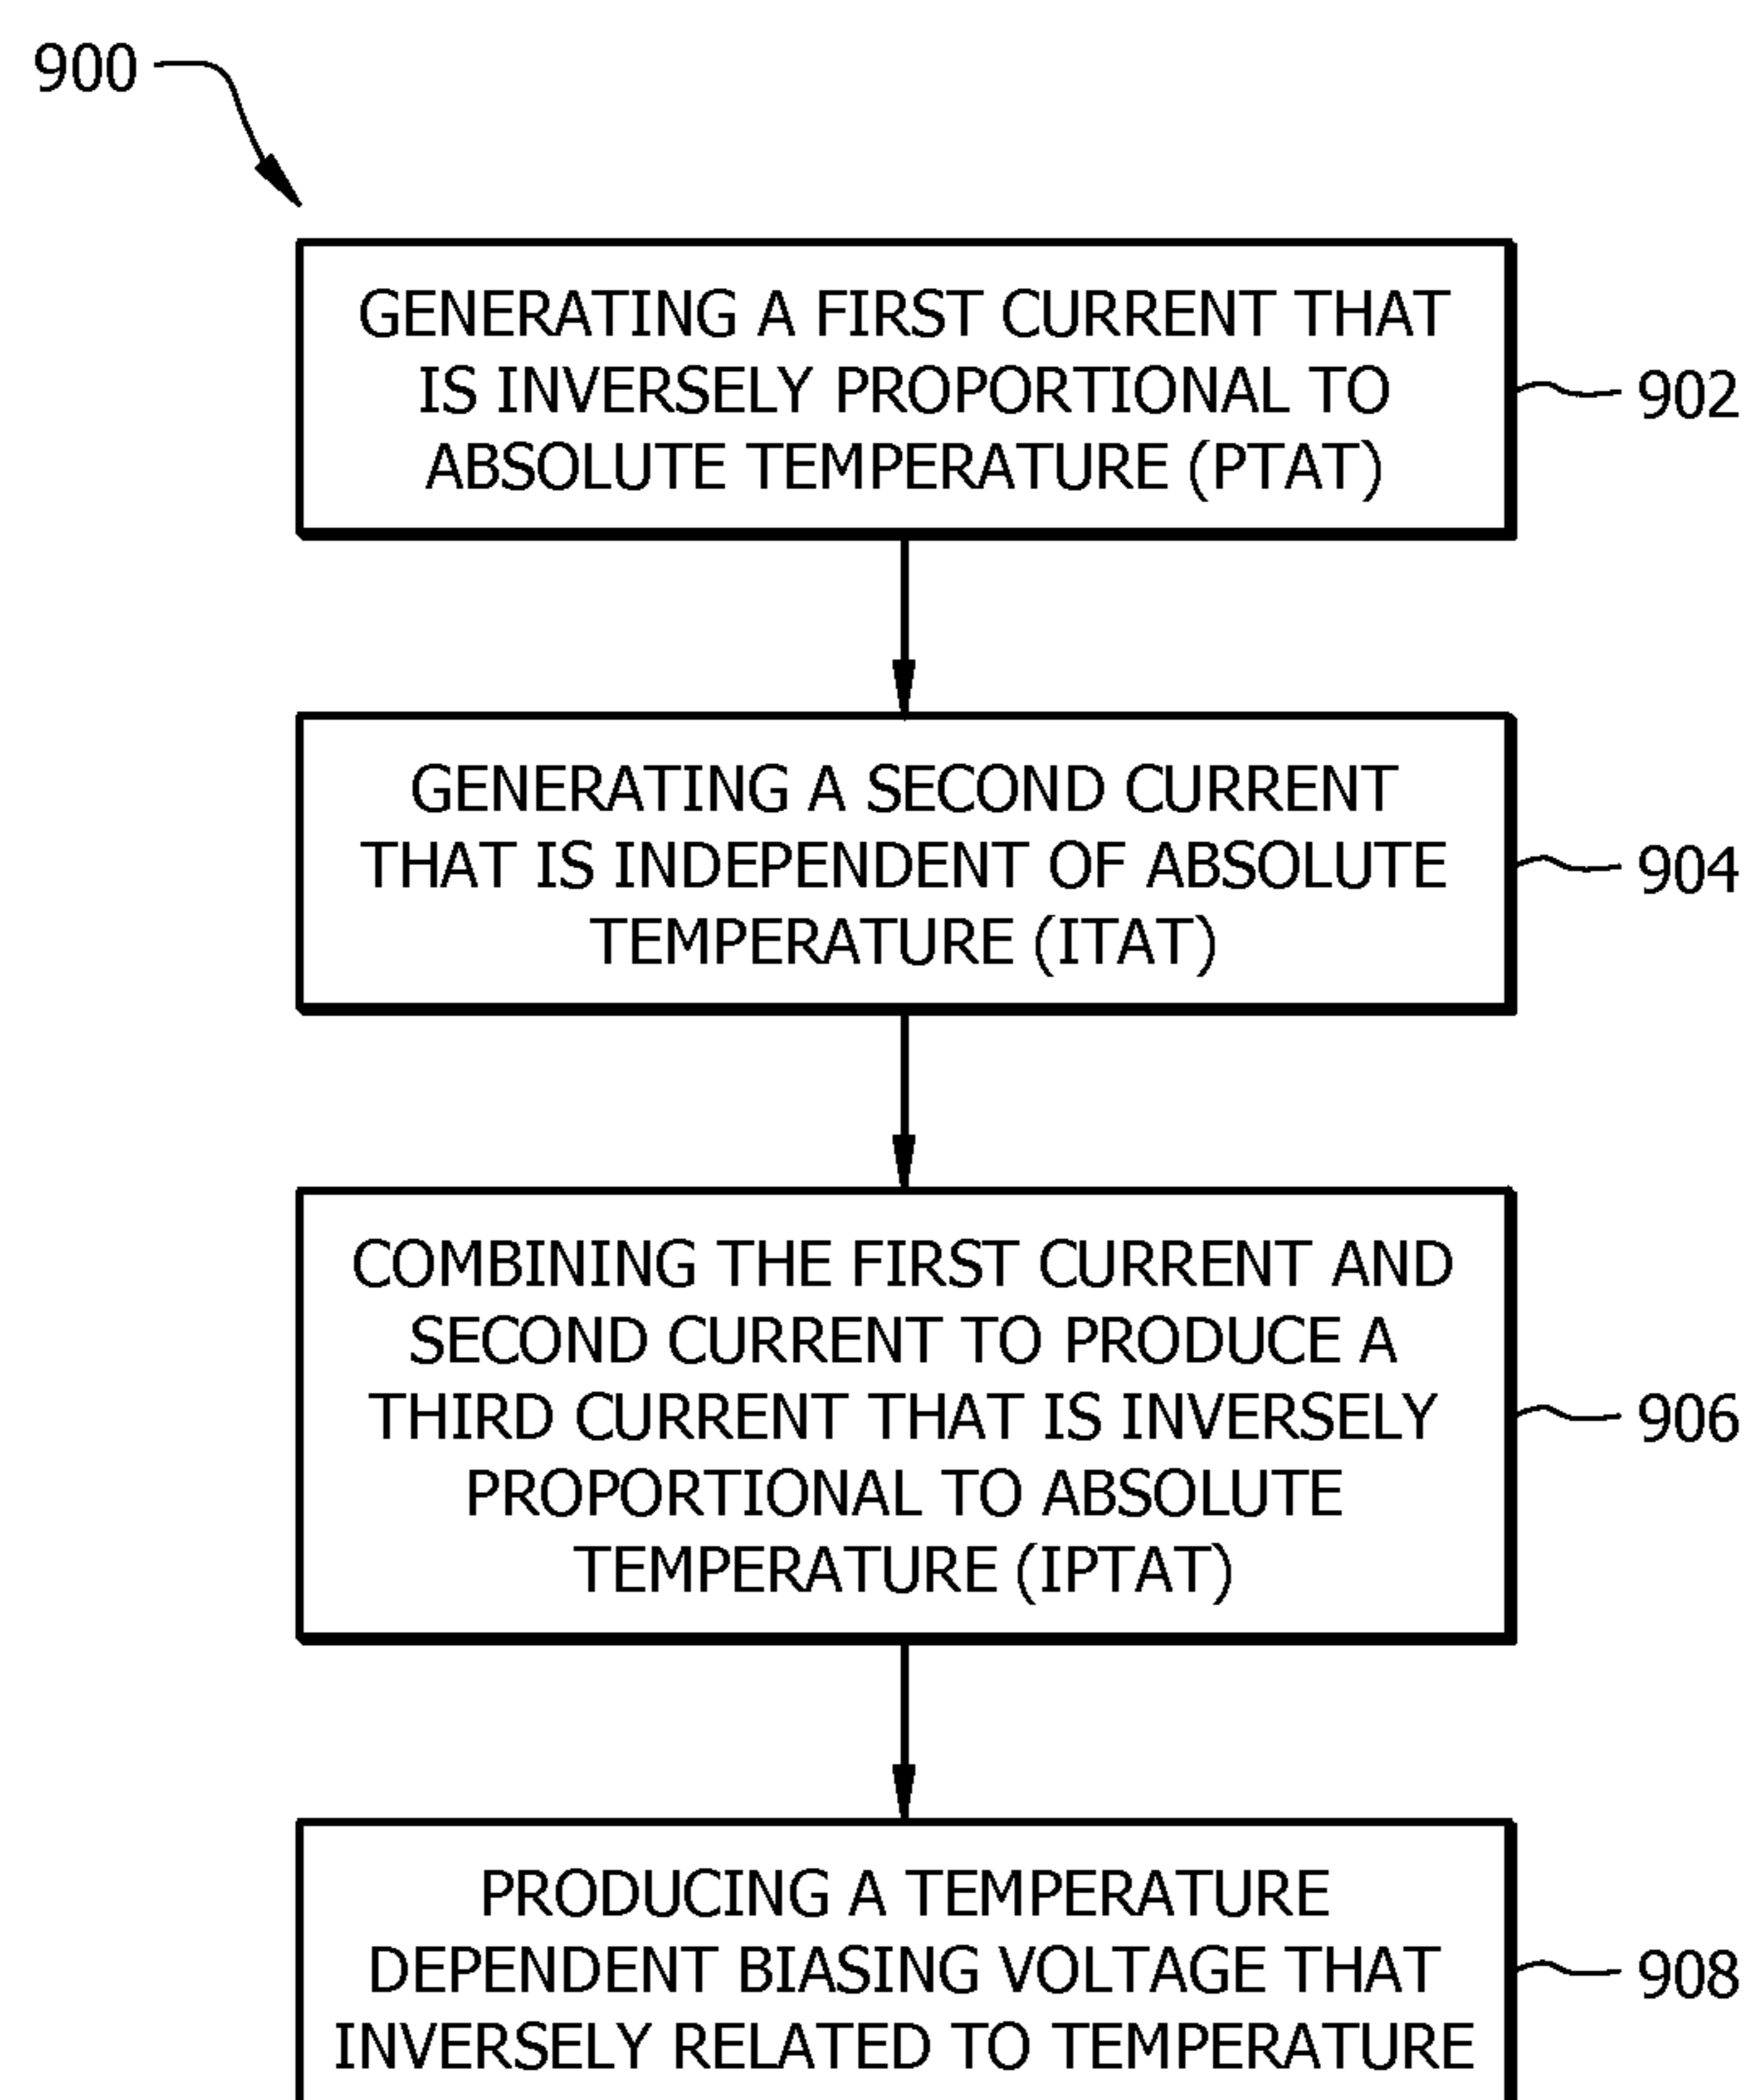 900
GENERATING A FIRST CURRENT THAT
IS INVERSELY PROPORTIONAL TO
ABSOLUTE TEMPERATURE (PTAT)
902
GENERATING A SECOND CURRENT
THAT IS INDEPENDENT OF ABSOLUTE
TEMPERATURE (ITAT)
904
COMBINING THE FIRST CURRENT AND
SECOND CURRENT TO PRODUCE A
THIRD CURRENT THAT IS INVERSELY
PROPORTIONAL TO ABSOLUTE
TEMPERATURE (IPTAT)
906
PRODUCING A TEMPERATURE
DEPENDENT BIASING VOLTAGE THAT
INVERSELY RELATED TO TEMPERATURE
908